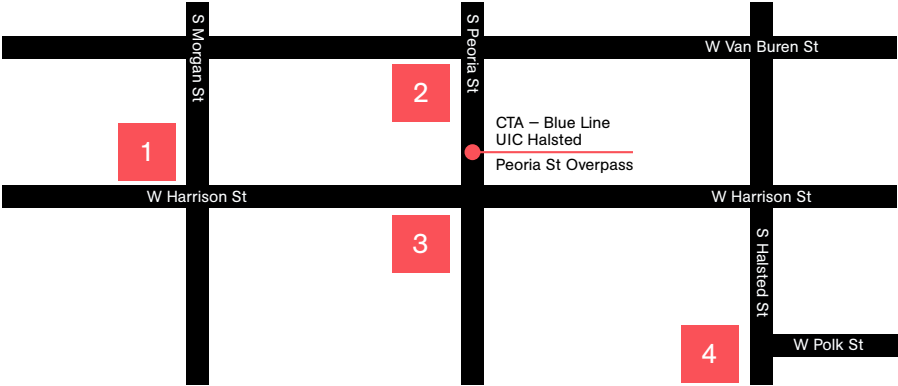 S Morgan St
S Peoria St
W Van Buren St
2
CTA – Blue Line
UIC Halsted
1
Peoria St Overpass
W Harrison St
W Harrison St
3
S Halsted St
4
W Polk St